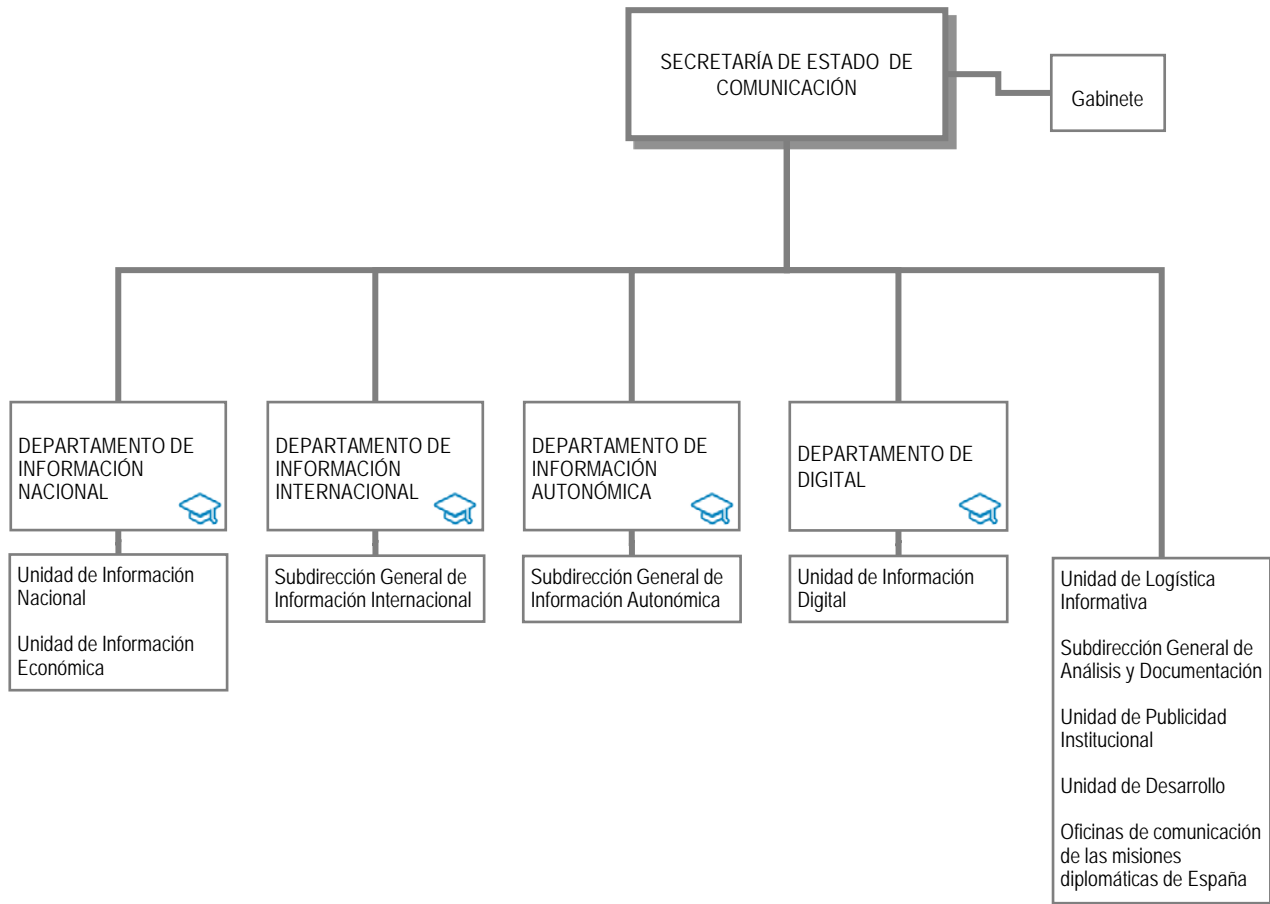 SECRETARÍA DE ESTADO DE
COMUNICACIÓN
Gabinete
DEPARTAMENTO DE
INFORMACIÓN
NACIONAL
DEPARTAMENTO DE
INFORMACIÓN
INTERNACIONAL
DEPARTAMENTO DE
INFORMACIÓN
AUTONÓMICA
DEPARTAMENTO DE
DIGITAL
Unidad de Información
Nacional
Unidad de Información
Económica
Subdirección General de
Información Internacional
Subdirección General de
Información Autonómica
Unidad de Información
Digital
Unidad de Logística
Informativa
Subdirección General de
Análisis y Documentación
Unidad de Publicidad
Institucional
Unidad de Desarrollo
Oficinas de comunicación
de las misiones
diplomáticas de España